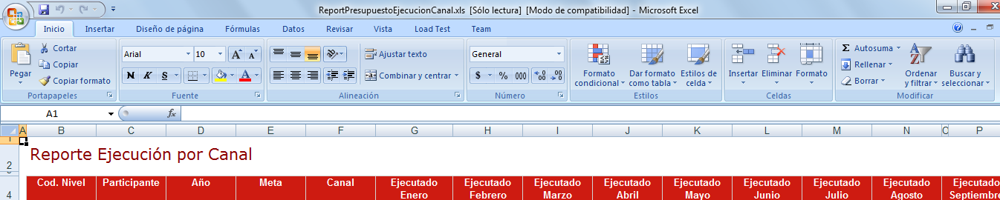 ReportPresupuestoEjecucionCanal.xls [Sólo lectura] [Modo de compatibilidad] - Microsoft Excel
Inicio Insertar Diseño de página Fórmulas Datos Revisar Vista Load Test Team
Pegar
Cortar
Copiar
Copiar formato
Portapapeles
Arial 10
N K S
Fuente
Ajustar texto
Combinar y centrar
Alineación
General
$ % 000
Número
Formato condicional
Dar formato como tabla
Estilos de celda
Estilos
Insertar Eliminar Formato
Celdas
Autosuma
Rellenar
Borrar
Ordenar y filtrar
Buscar y seleccionar
Modificar
A1 fx
A B C D E F G H I J K L M N O P
1
2 Reporte Ejecución por Canal
4 Cod. Nivel Participante Año Meta Canal Ejecutado Enero Ejecutado Febrero Ejecutado Marzo Ejecutado Abril Ejecutado Mayo Ejecutado Junio Ejecutado Julio Ejecutado Agosto Ejecutado Septiembre